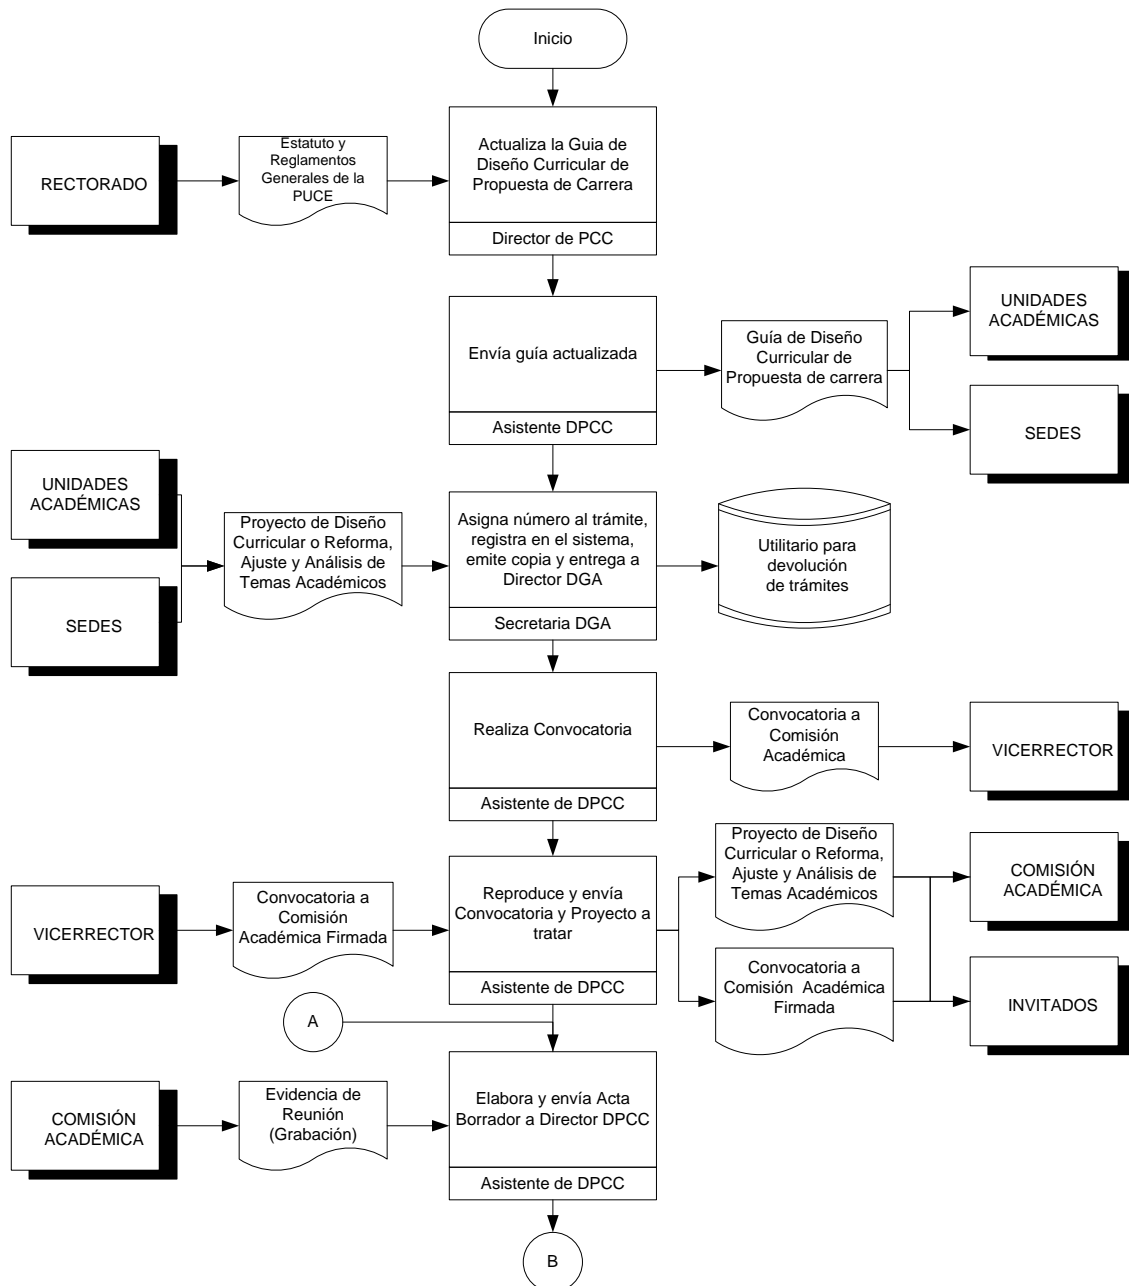 Inicio
RECTORADO
Estatuto y
Reglamentos
Generales de la
PUCE
Actualiza la Guia de
Diseño Curricular de
Propuesta de Carrera
Director de PCC
Envía guía actualizada
Asistente DPCC
Guía de Diseño
Curricular de
Propuesta de carrera
UNIDADES
ACADÉMICAS
SEDES
UNIDADES
ACADÉMICAS
SEDES
Proyecto de Diseño
Curricular o Reforma,
Ajuste y Análisis de
Temas Académicos
Asigna número al trámite,
registra en el sistema,
emite copia y entrega a
Director DGA
Secretaria DGA
Utilitario para
devolución
de trámites
Realiza Convocatoria
Asistente de DPCC
Convocatoria a
Comisión
Académica
VICERRECTOR
VICERRECTOR
Convocatoria a
Comisión
Académica Firmada
Reproduce y envía
Convocatoria y Proyecto a
tratar
Asistente de DPCC
Proyecto de Diseño
Curricular o Reforma,
Ajuste y Análisis de
Temas Académicos
Convocatoria a
Comisión Académica
Firmada
COMISIÓN
ACADÉMICA
INVITADOS
A
COMISIÓN
ACADÉMICA
Evidencia de
Reunión
(Grabación)
Elabora y envía Acta
Borrador a Director DPCC
Asistente de DPCC
B